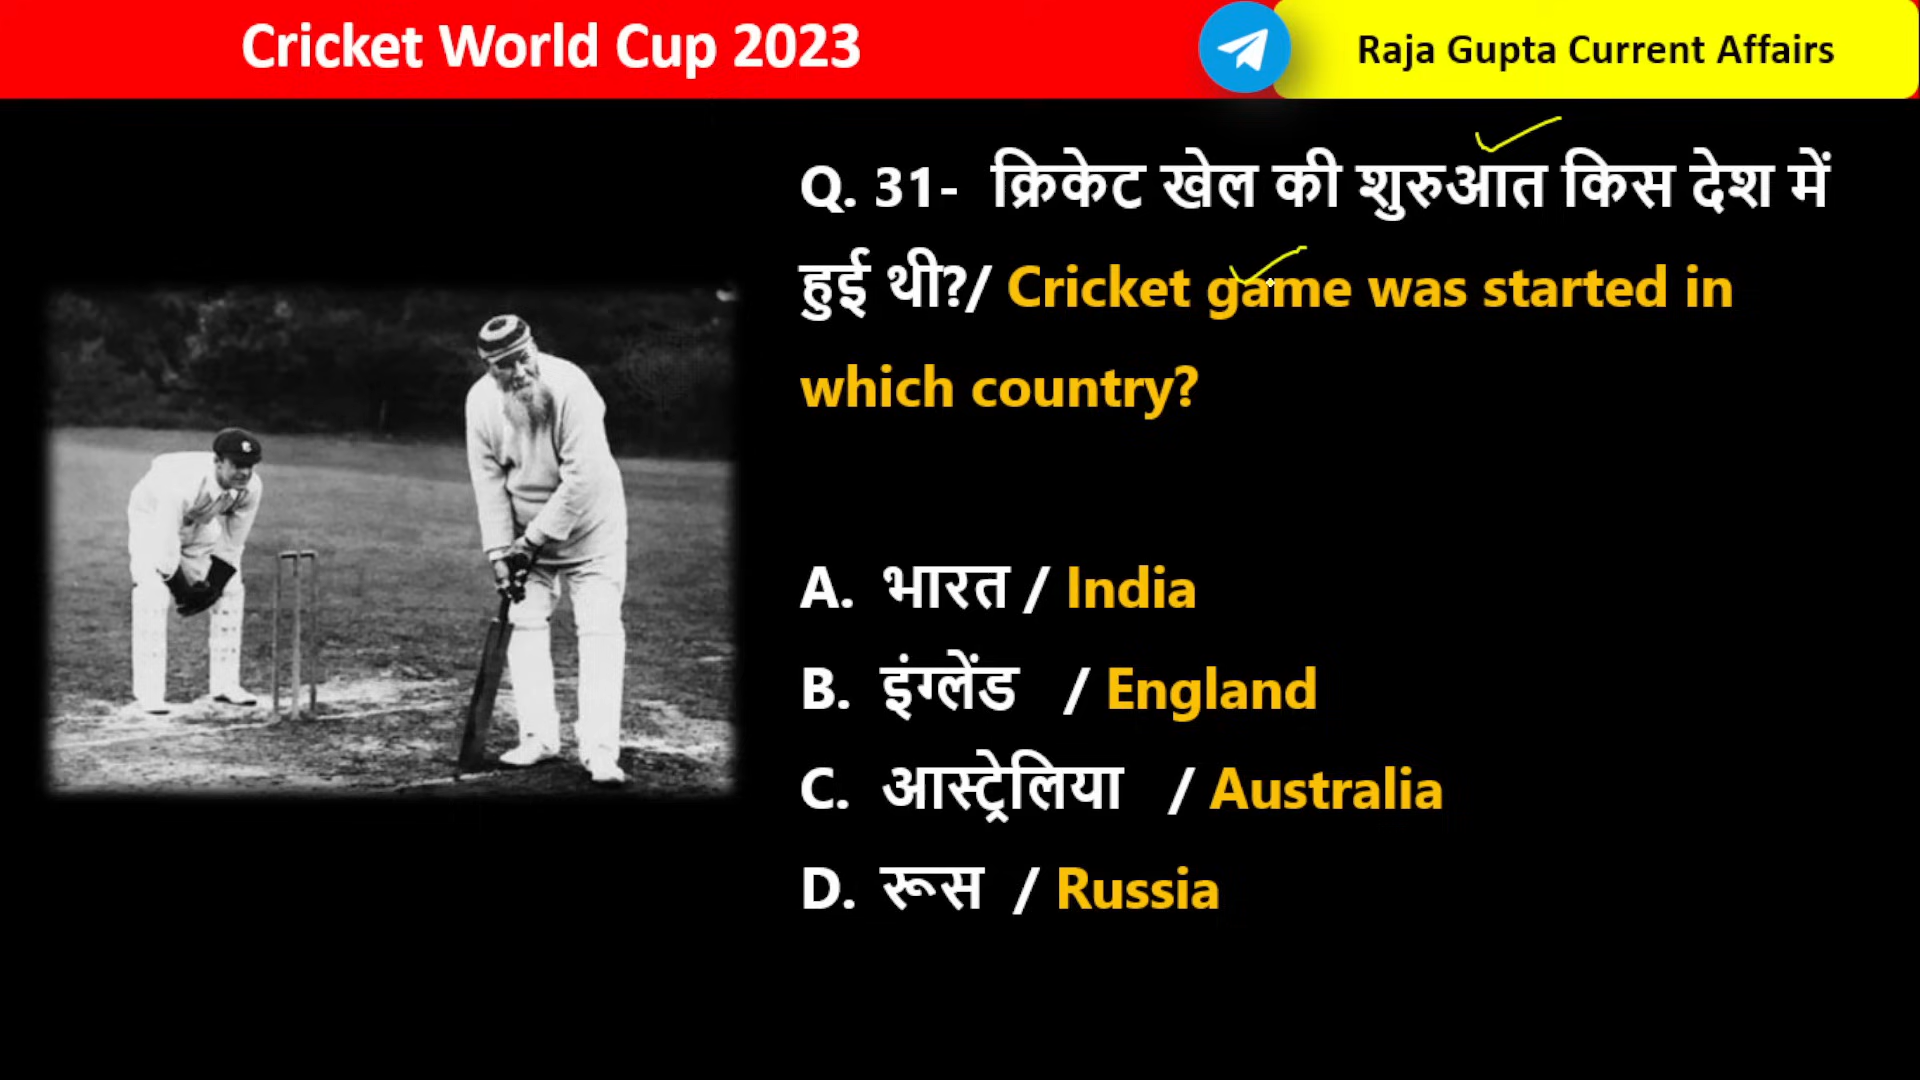 Cricket World Cup 2023
Raja Gupta Current Affairs
Q. 31- क्रिकेट खेल की शुरुआत किस देश में
हुई थी?/ Cricket game was started in
which country?
A. भारत / India
B. इंग्लेंड / England
C. आस्ट्रेलिया / Australia
D. रूस / Russia